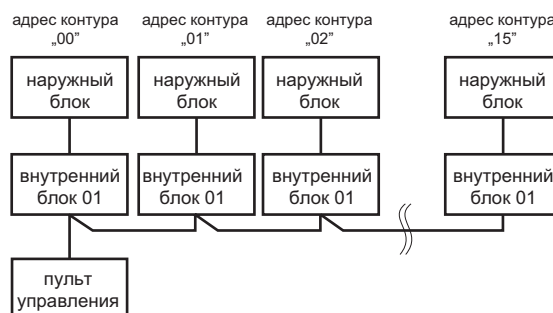 адрес контура адрес контура адрес контура адрес контура
„00” „01” „02” „15”
наружный наружный наружный наружный
блок блок блок блок
внутренний внутренний внутренний внутренний
блок 01 блок 01 блок 01 блок 01
пульт
управления